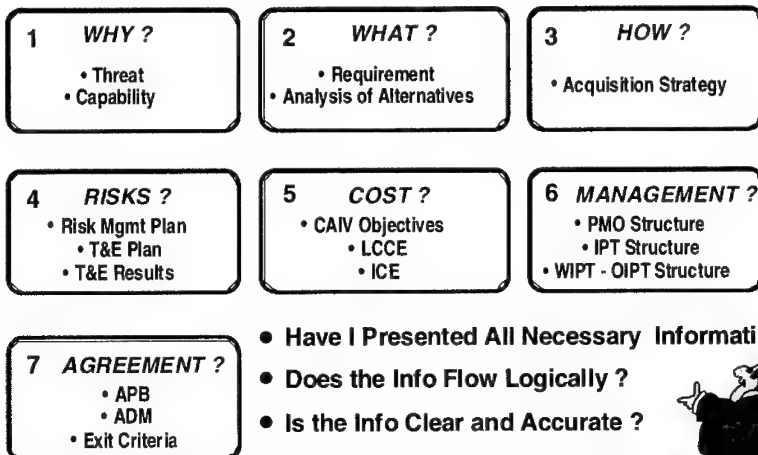 1 WHY ?
• Threat
• Capability
2 WHAT ?
• Requirement
• Analysis of Alternatives
3 HOW ?
• Acquisition Strategy
4 RISKS ?
• Risk Mgmt Plan
• T&E Plan
• T&E Results
5 COST ?
• CAIV Objectives
• LCCE
• ICE
6 MANAGEMENT ?
• PMO Structure
• IPT Structure
• WIPT - OIPT Structure
7 AGREEMENT ?
• APB
• ADM
• Exit Criteria
• Have I Presented All Necessary Informati
• Does the Info Flow Logically ?
• Is the Info Clear and Accurate ?